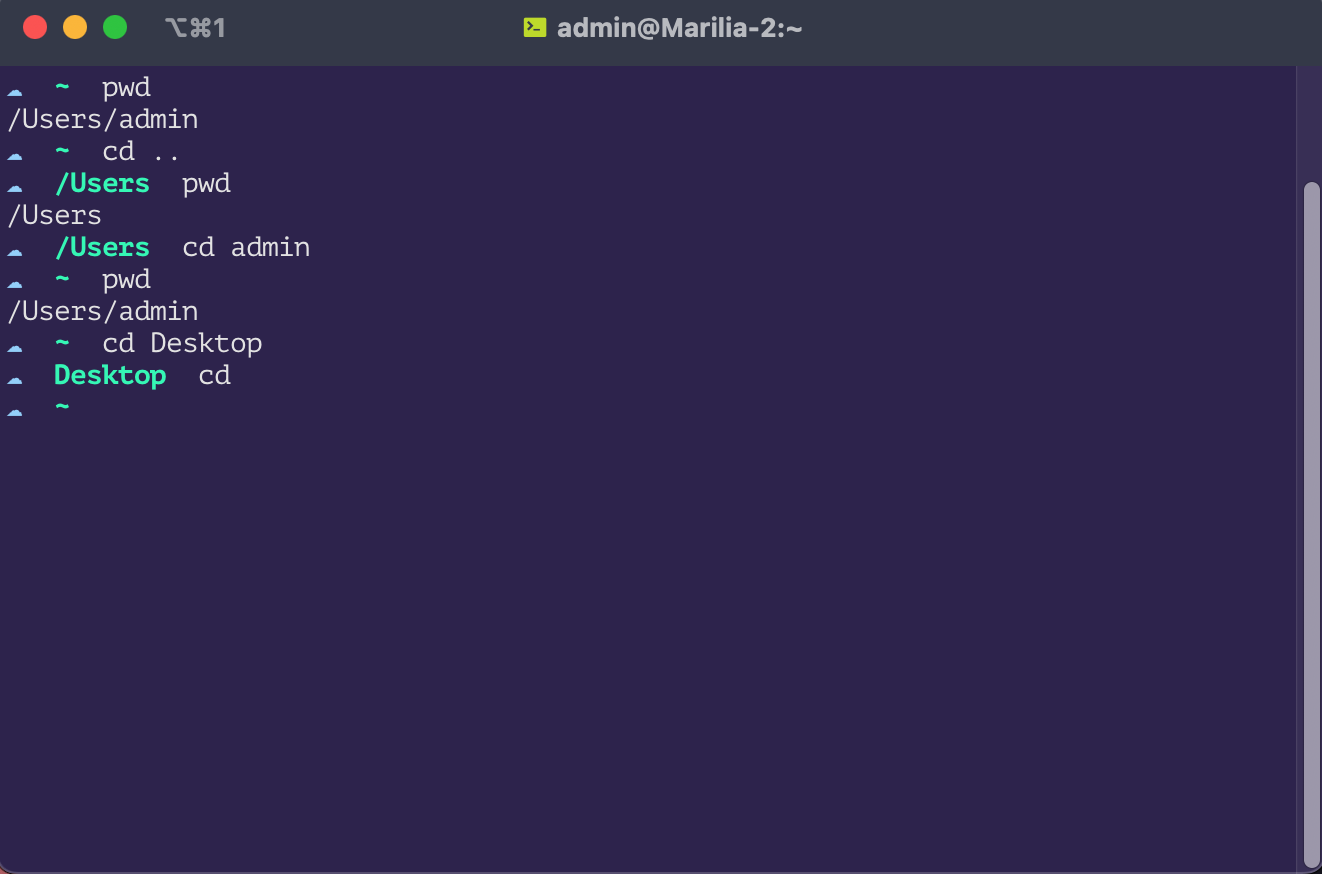 ⌥⌘1 admin@Marilia-2:~
☁ ~ pwd
/Users/admin
☁ ~ cd ..
☁ /Users pwd
/Users
☁ /Users cd admin
☁ ~ pwd
/Users/admin
☁ ~ cd Desktop
☁ Desktop cd
☁ ~